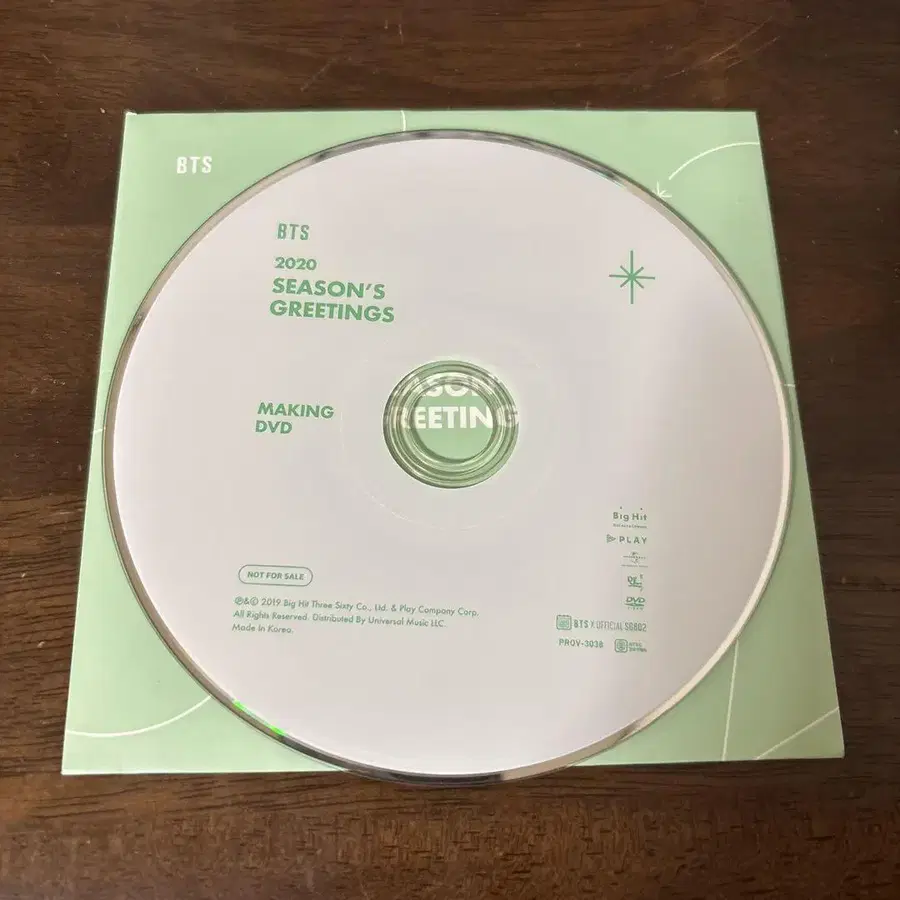 BTS
BTS
2020
SEASON'S
GREETINGS
MAKING
DVD
REETING
Big Hit
PLAY
NOT FOR SALE
℗&© 2019 Big Hit Three Sixty Co., Ltd. & Play Company Corp.
All Rights Reserved. Distributed By Universal Music LLC.
Made in Korea.
DVD
BTS X OFFICIAL SG802
PROV-3038